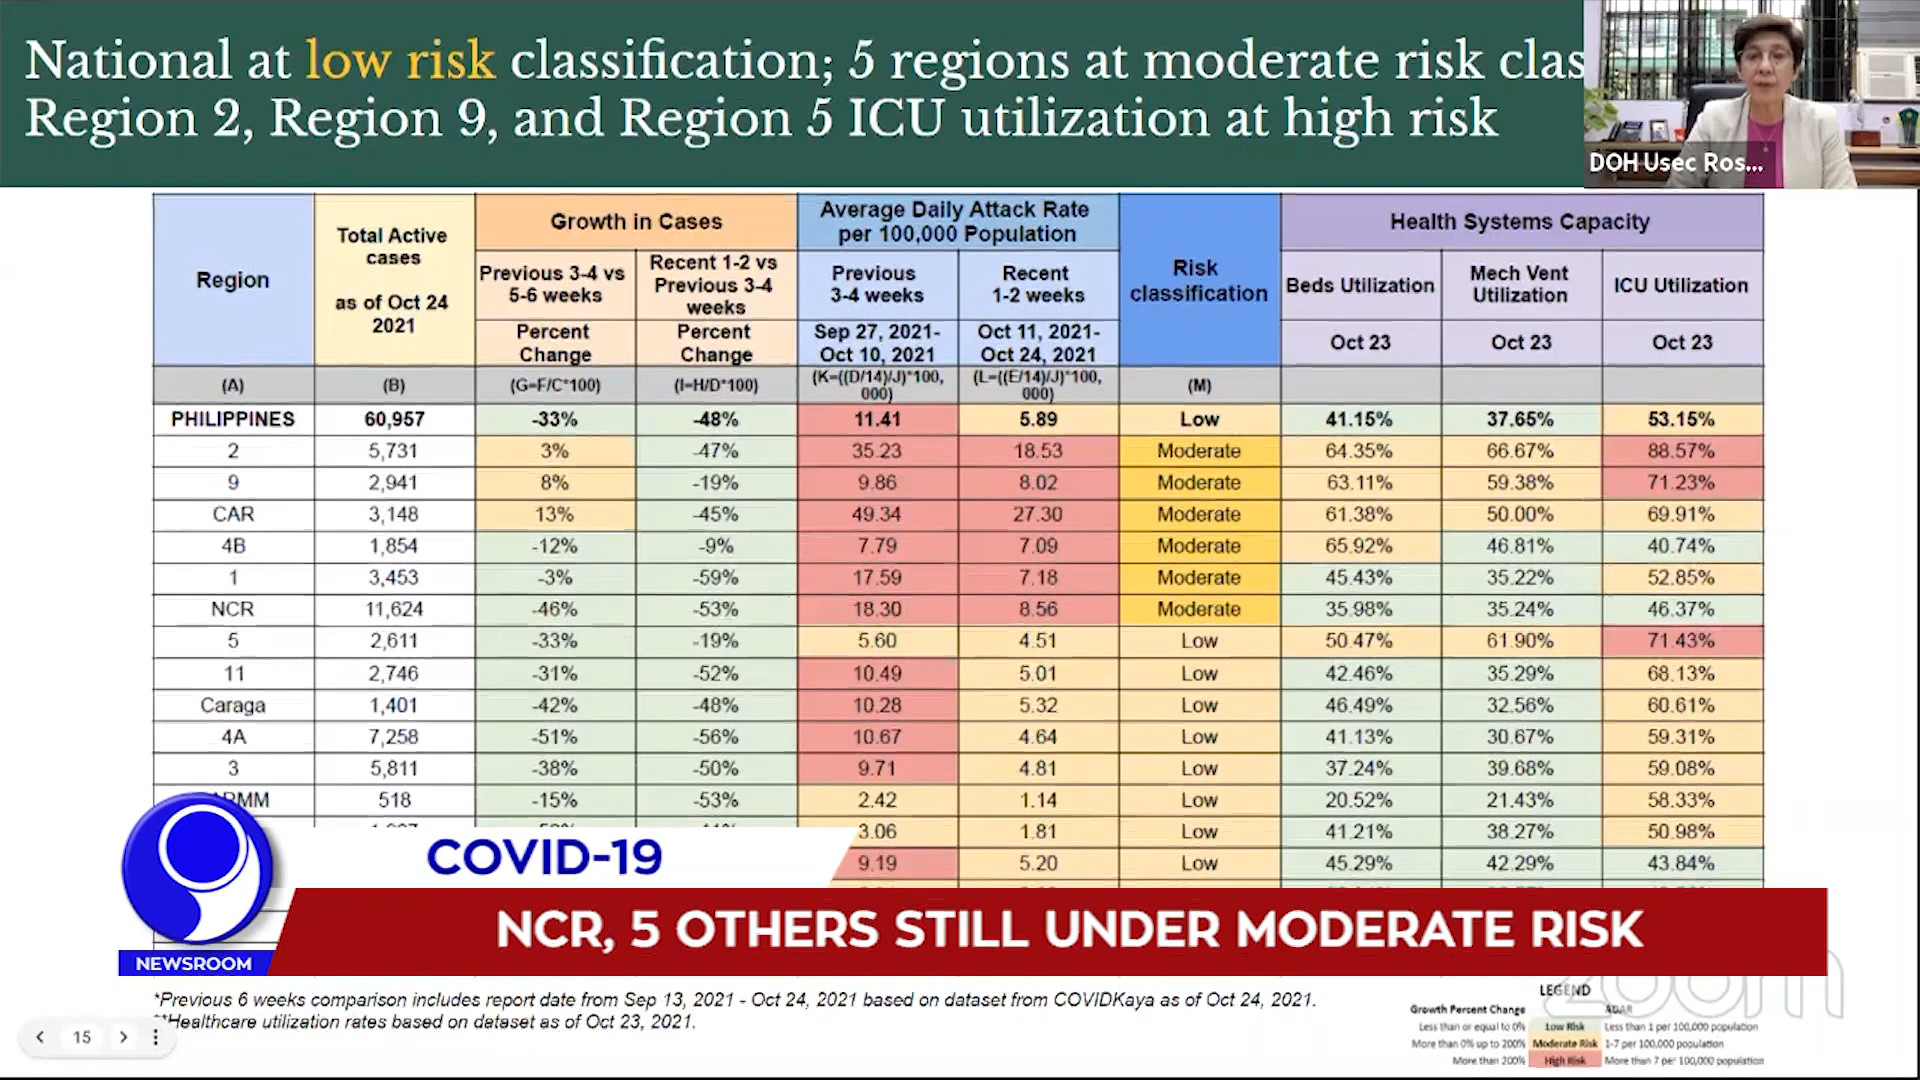 National at low risk classification; 5 regions at moderate risk clas
Region 2, Region 9, and Region 5 ICU utilization at high risk
DOH Usec Ros...
Region
Total Active cases as of Oct 24 2021
Growth in Cases
Average Daily Attack Rate per 100,000 Population
Risk classification
Health Systems Capacity
Previous 3-4 vs 5-6 weeks
Recent 1-2 vs Previous 3-4 weeks
Previous 3-4 weeks
Recent 1-2 weeks
Beds Utilization
Mech Vent Utilization
ICU Utilization
Percent Change
Percent Change
Sep 27, 2021- Oct 10, 2021
Oct 11, 2021- Oct 24, 2021
Oct 23
Oct 23
Oct 23
(A) (B) (G=F/C*100) (I=H/D*100) (K=((D/14)/J)*100, 000) (L=((E/14)/J)*100, 000) (M)
PHILIPPINES 60,957 -33% -48% 11.41 5.89 Low 41.15% 37.65% 53.15%
2 5,731 3% -47% 35.23 18.53 Moderate 64.35% 66.67% 88.57%
9 2,941 8% -19% 9.86 8.02 Moderate 63.11% 59.38% 71.23%
CAR 3,148 13% -45% 49.34 27.30 Moderate 61.38% 50.00% 69.91%
4B 1,854 -12% -9% 7.79 7.09 Moderate 65.92% 46.81% 40.74%
1 3,453 -3% -59% 17.59 7.18 Moderate 45.43% 35.22% 52.85%
NCR 11,624 -46% -53% 18.30 8.56 Moderate 35.98% 35.24% 46.37%
5 2,611 -33% -19% 5.60 4.51 Low 50.47% 61.90% 71.43%
11 2,746 -31% -52% 10.49 5.01 Low 42.46% 35.29% 68.13%
Caraga 1,401 -42% -48% 10.28 5.32 Low 46.49% 32.56% 60.61%
4A 7,258 -51% -56% 10.67 4.64 Low 41.13% 30.67% 59.31%
3 5,811 -38% -50% 9.71 4.81 Low 37.24% 39.68% 59.08%
518 -15% -53% 2.42 1.14 Low 20.52% 21.43% 58.33%
3.06 1.81 Low 41.21% 38.27% 50.98%
9.19 5.20 Low 45.29% 42.29% 43.84%
COVID-19
NCR, 5 OTHERS STILL UNDER MODERATE RISK
NEWSROOM
zoom
*Previous 6 weeks comparison includes report date from Sep 13, 2021 - Oct 24, 2021 based on dataset from COVIDKaya as of Oct 24, 2021.
**Healthcare utilization rates based on dataset as of Oct 23, 2021.
15
LEGEND
Growth Percent Change ADAR
Less than or equal to 0% Low Risk Less than 1 per 100,000 population
More than 0% up to 200% Moderate Risk 1-7 per 100,000 population
More than 200% High Risk More than 7 per 100,000 population